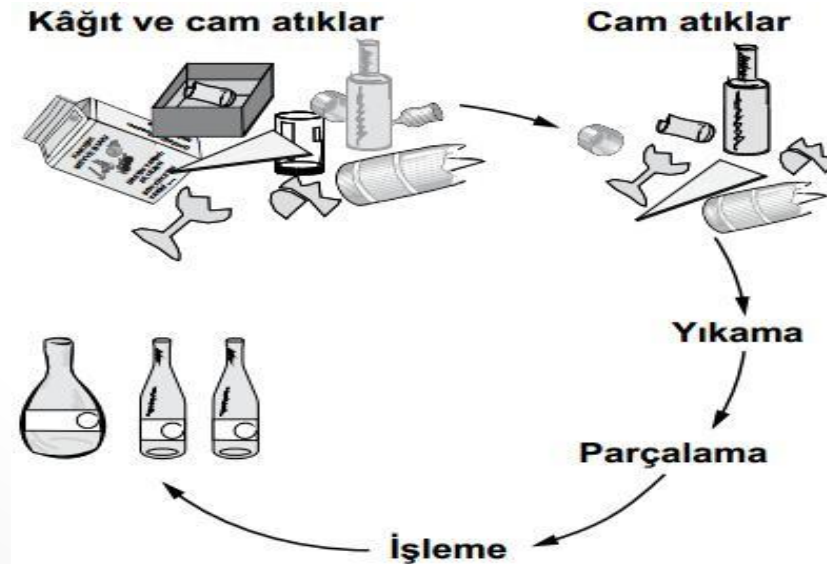 Kâğıt ve cam atıklar
Cam atıklar
Yıkama
Parçalama
İşleme